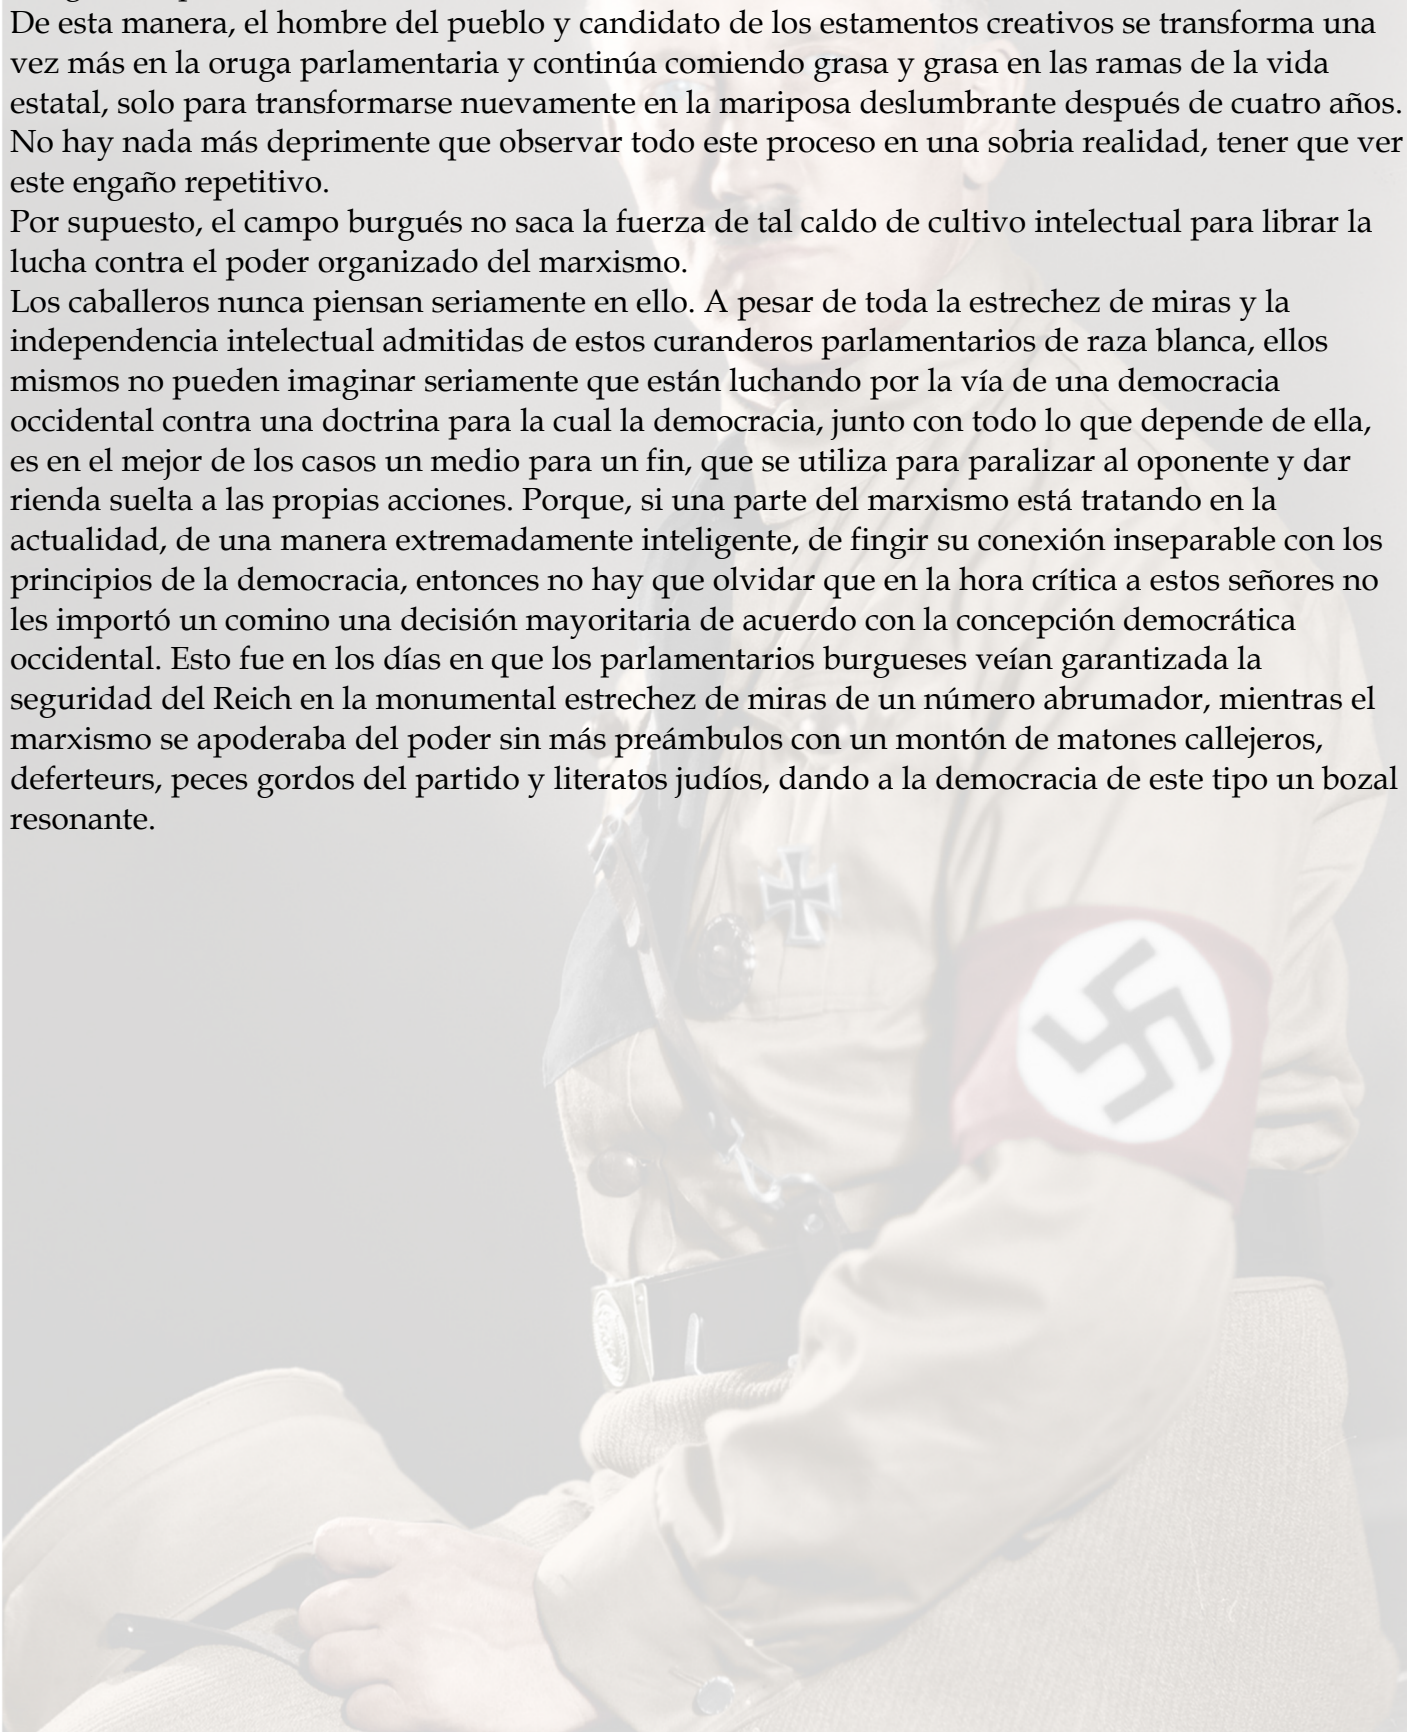 De esta manera, el hombre del pueblo y candidato de los estamentos creativos se transforma una
vez más en la oruga parlamentaria y continúa comiendo grasa y grasa en las ramas de la vida
estatal, solo para transformarse nuevamente en la mariposa deslumbrante después de cuatro años.
No hay nada más deprimente que observar todo este proceso en una sobria realidad, tener que ver
este engaño repetitivo.
Por supuesto, el campo burgués no saca la fuerza de tal caldo de cultivo intelectual para librar la
lucha contra el poder organizado del marxismo.
Los caballeros nunca piensan seriamente en ello. A pesar de toda la estrechez de miras y la
independencia intelectual admitidas de estos curanderos parlamentarios de raza blanca, ellos
mismos no pueden imaginar seriamente que están luchando por la vía de una democracia
occidental contra una doctrina para la cual la democracia, junto con todo lo que depende de ella,
es en el mejor de los casos un medio para un fin, que se utiliza para paralizar al oponente y dar
rienda suelta a las propias acciones. Porque, si una parte del marxismo está tratando en la
actualidad, de una manera extremadamente inteligente, de fingir su conexión inseparable con los
principios de la democracia, entonces no hay que olvidar que en la hora crítica a estos señores no
les importó un comino una decisión mayoritaria de acuerdo con la concepción democrática
occidental. Esto fue en los días en que los parlamentarios burgueses veían garantizada la
seguridad del Reich en la monumental estrechez de miras de un número abrumador, mientras el
marxismo se apoderaba del poder sin más preámbulos con un montón de matones callejeros,
deferteurs, peces gordos del partido y literatos judíos, dando a la democracia de este tipo un bozal
resonante.